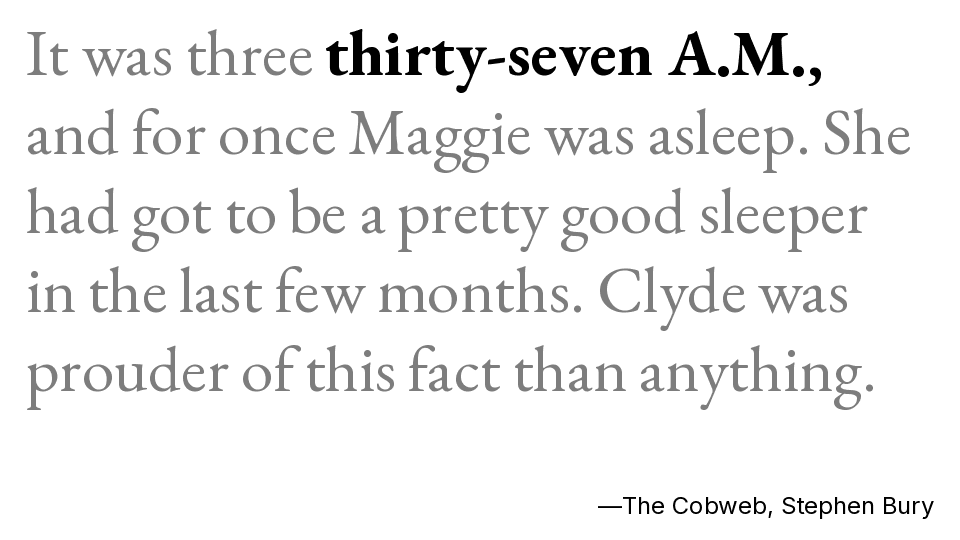 It was three thirty-seven A.M.,
and for once Maggie was asleep. She
had got to be a pretty good sleeper
in the last few months. Clyde was
prouder of this fact than anything.
—The Cobweb, Stephen Bury